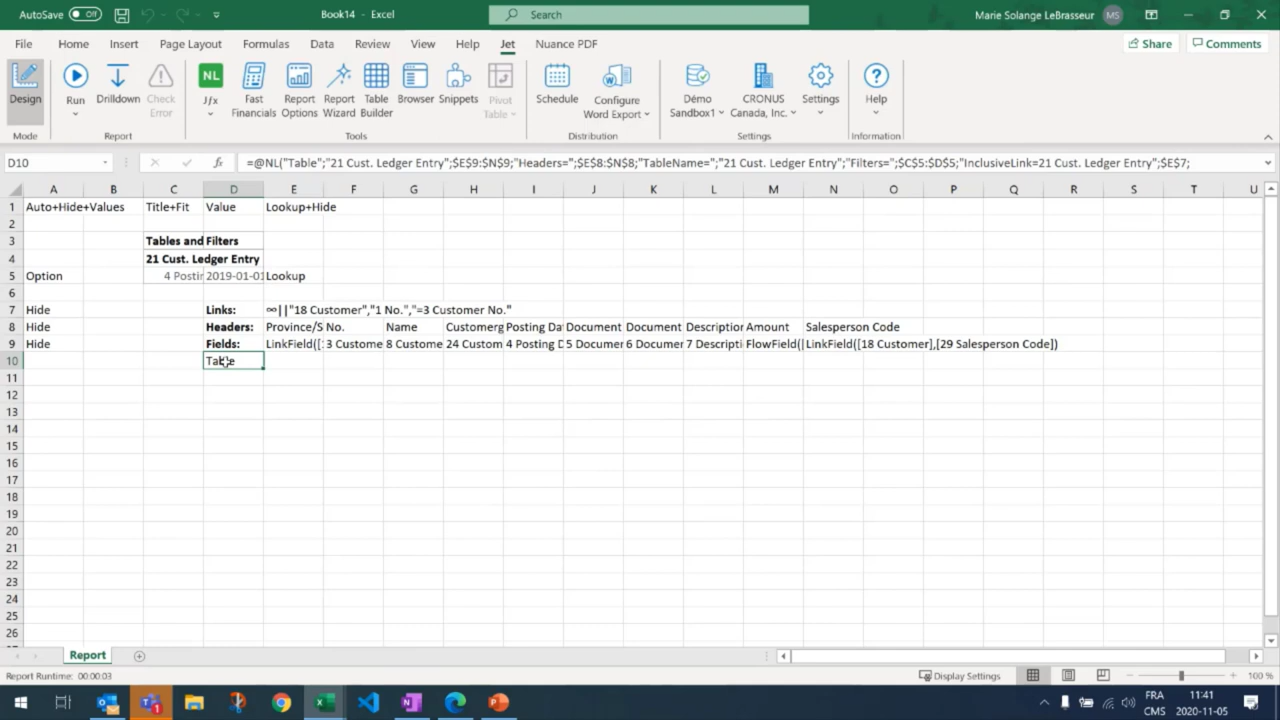 AutoSave Off Book14 - Excel Search Marie Solange LeBrasseur MS
File Home Insert Page Layout Formulas Data Review View Help Jet Nuance PDF Share Comments
Design Run Drilldown Check Error NL Jfx Fast Financials Report Options Report Wizard Table Builder Browser Snippets Pivot Table Schedule Configure Word Export Démo Sandbox1 CRONUS Canada, Inc. Settings Help
Mode Report Tools Distribution Settings Information
D10 fx =@NL("Table";"21 Cust. Ledger Entry";$E$9:$N$9;"Headers=";$E$8:$N$8;"TableName=";"21 Cust. Ledger Entry";"Filters=";$C$5:$D$5;"InclusiveLink=21 Cust. Ledger Entry";$E$7;
A B C D E F G H I J K L M N O P Q R S T U
1 Auto+Hide+Values Title+Fit Value Lookup+Hide
2
3 Tables and Filters
4 21 Cust. Ledger Entry
5 Option 4 Postin 2019-01-01 Lookup
6
7 Hide Links: ∞||"18 Customer","1 No.","=3 Customer No."
8 Hide Headers: Province/S No. Name Customer Posting Da Document Document Description Amount Salesperson Code
9 Hide Fields: LinkField([ 3 Custome 8 Custome 24 Custom 4 Posting D 5 Documer 6 Documer 7 Descripti FlowField( LinkField([18 Customer],[29 Salesperson Code])
10 Table
11
12
13
14
15
16
17
18
19
20
21
22
23
24
25
26
Report
Report Runtime: 00:00:03 Display Settings 100 %
FRA 11:41
CMS 2020-11-05